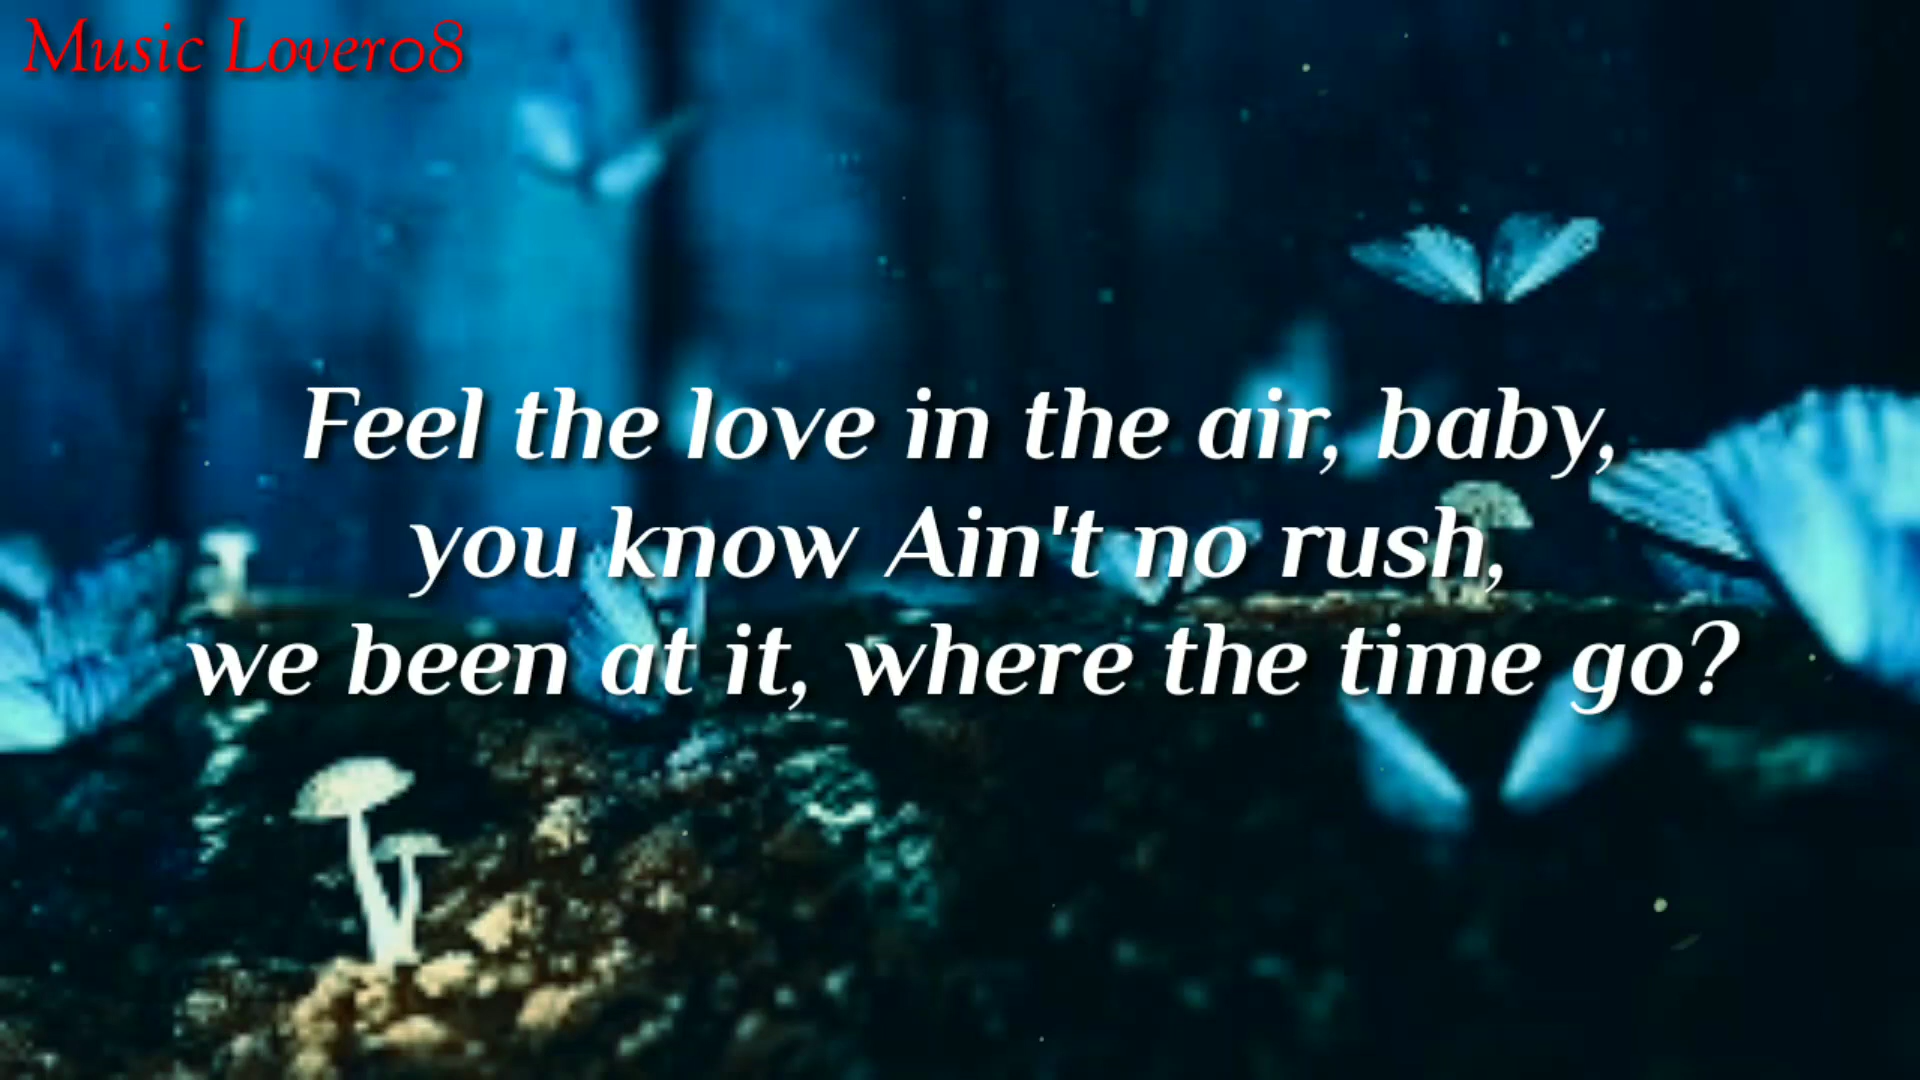 Music Lover08
Feel the love in the air, baby,
you know Ain't no rush,
we been at it, where the time go?